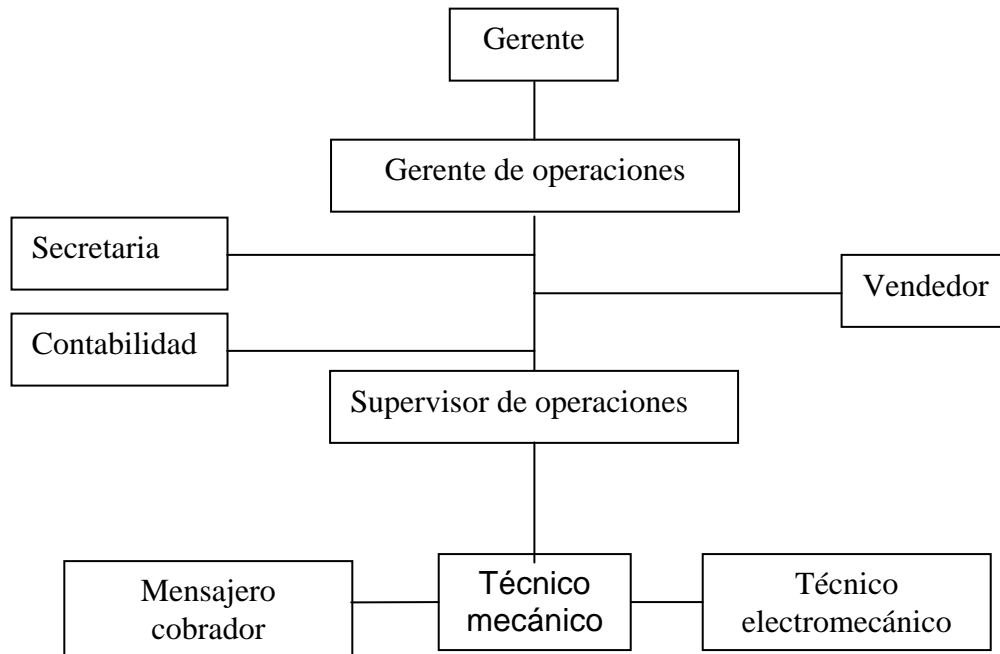 Gerente
Gerente de operaciones
Secretaria
Vendedor
Contabilidad
Supervisor de operaciones
Mensajero
cobrador
Técnico
mecánico
Técnico
electromecánico